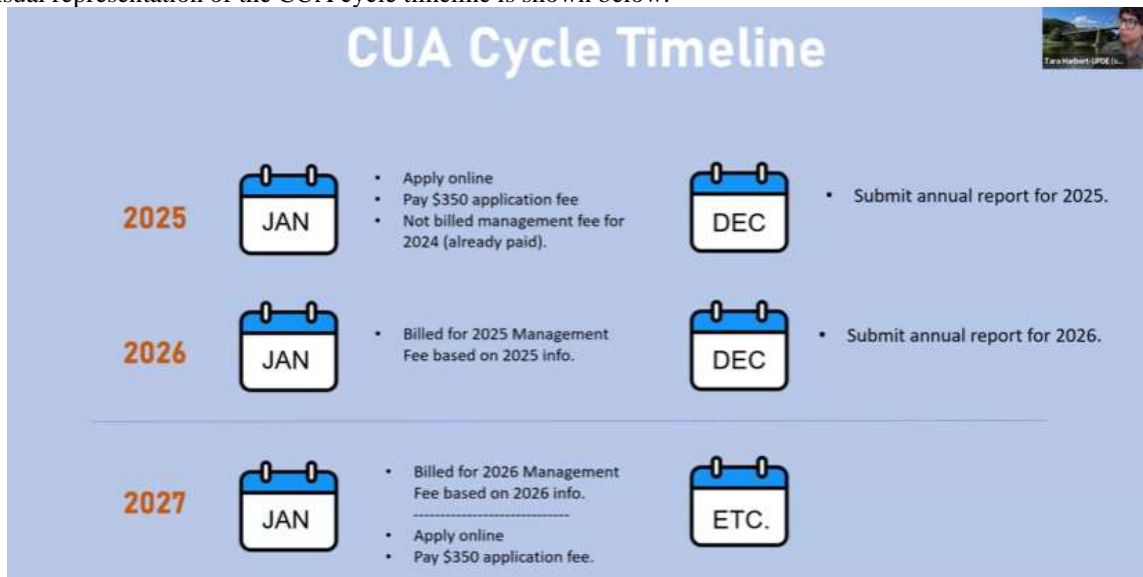 sual representation of the CUA cycle timeline is shown below.
CUA Cycle Timeline
Tara Harbert-UPDE (s...
2025
JAN
• Apply online
• Pay $350 application fee
• Not billed management fee for
2024 (already paid).
DEC
• Submit annual report for 2025.
2026
JAN
• Billed for 2025 Management
Fee based on 2025 info.
DEC
• Submit annual report for 2026.
2027
JAN
• Billed for 2026 Management
Fee based on 2026 info.
----------------------------
• Apply online
• Pay $350 application fee.
ETC.